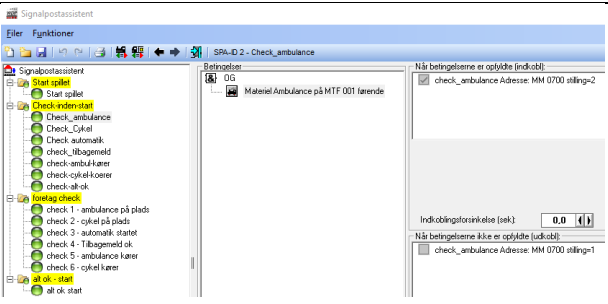 Signalpostassistent
Filer Funktioner
SPA-ID 2 - Check_ambulance
Signalpostassistent
Start spillet
Start spillet
Check-inden-start
Check_ambulance
Check_Cykel
Check automatik
check_tilbagemeld
check-ambul-kører
check-cykel-koerer
check-alt-ok
foretag check
check 1 - ambulance på plads
check 2 - cykel på plads
check 3 - automatik startet
check 4 - Tilbagemeld ok
check 5 - ambulance kører
check 6 - cykel kører
alt ok - start
alt ok start
Betingelser
OG
Materiel Ambulance på MTF 001 førende
Når betingelserne er opfyldte (indkobl):
check_ambulance Adresse: MM 0700 stilling=2
Indkoblingsforsinkelse (sek): 0,0
Når betingelserne ikke er opfyldte (udkobl):
check_ambulance Adresse: MM 0700 stilling=1